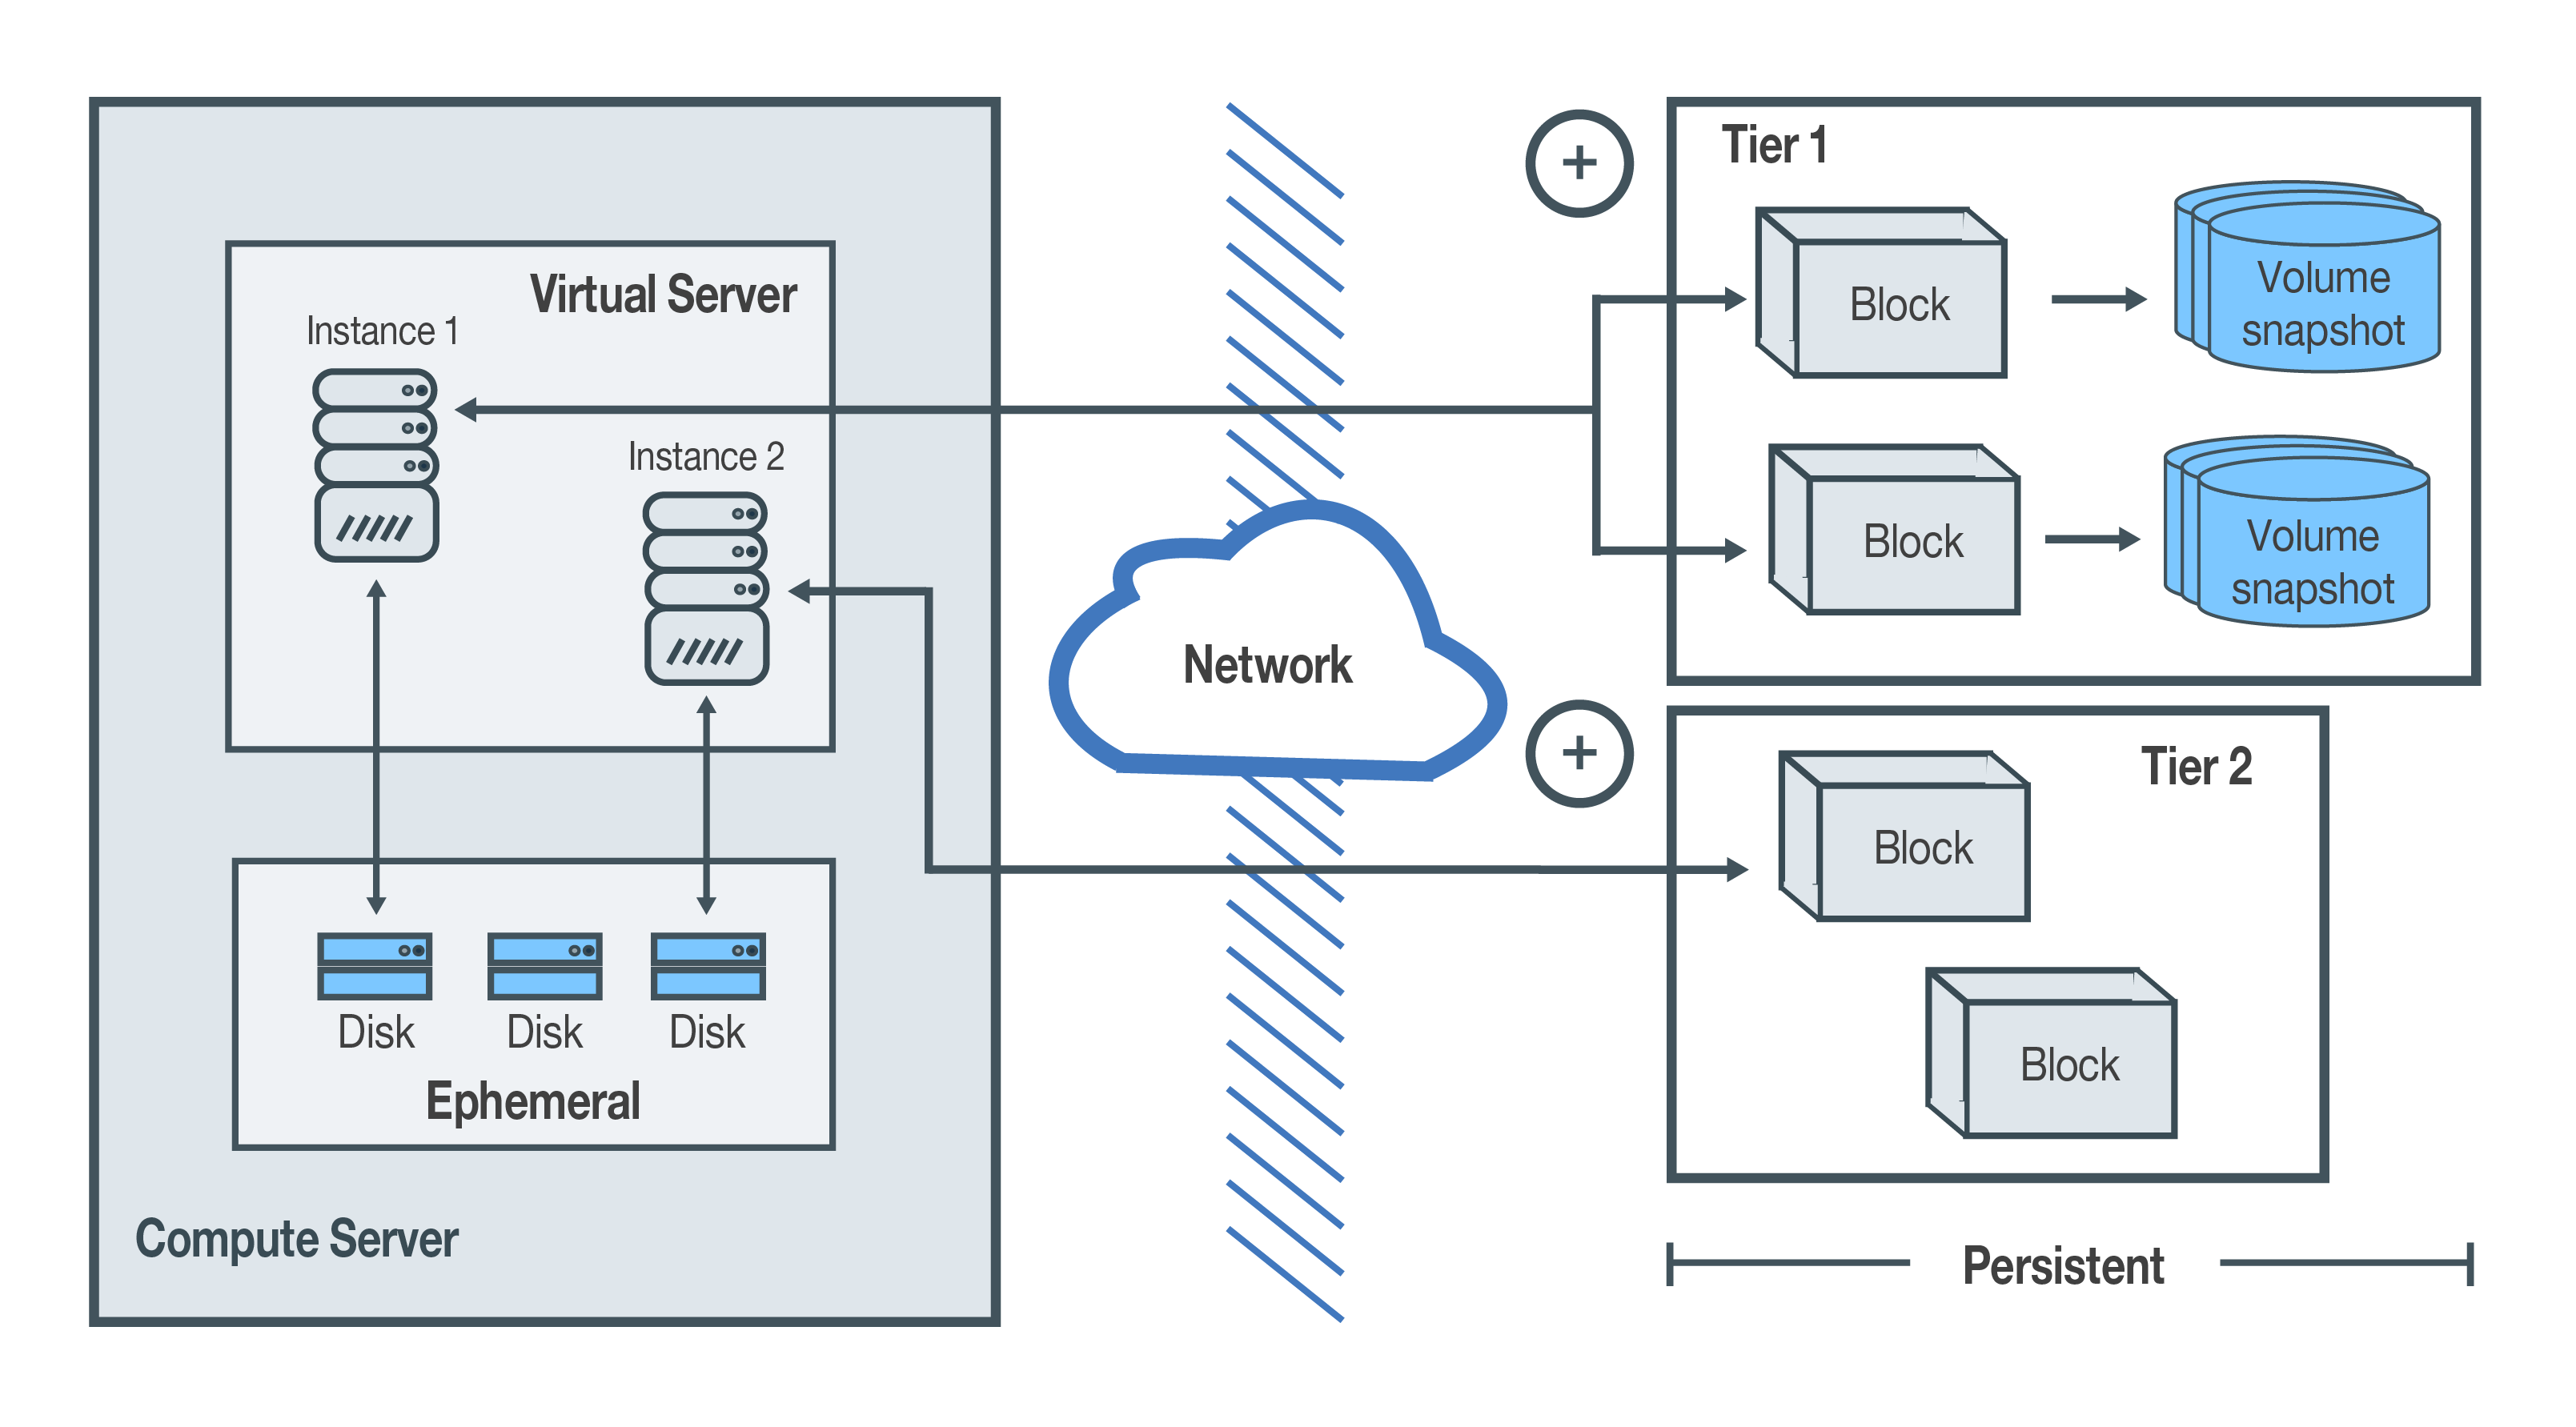 Virtual Server
Instance 1
Instance 2
Disk
Disk
Disk
Ephemeral
Compute Server
Network
+
Tier 1
Block
Volume
snapshot
Block
Volume
snapshot
+
Tier 2
Block
Block
Persistent